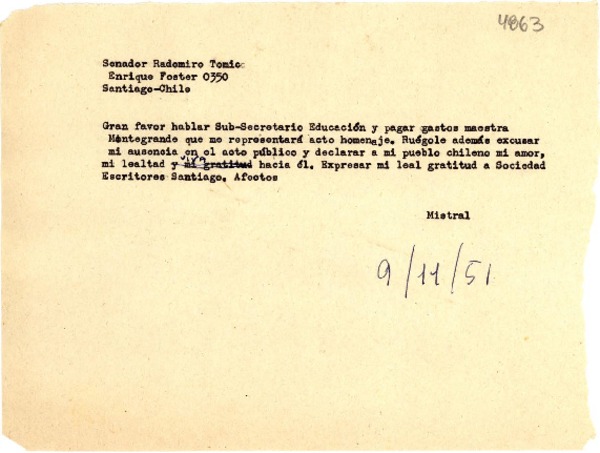 4863
Senador Radomiro Tomic
Enrique Foster 0350
Santiago-Chile
Gran favor hablar Sub-Secretario Educación y pagar gastos maestra
Montegrande que me representará acto homenaje. Ruégole además excusar
mi ausencia en el acto público y declarar a mi pueblo chileno mi amor,
viva
mi lealtad y mi gratitud hacia él. Expresar mi leal gratitud a Sociedad
Escritores Santiago. Afectos
Mistral
9/11/51